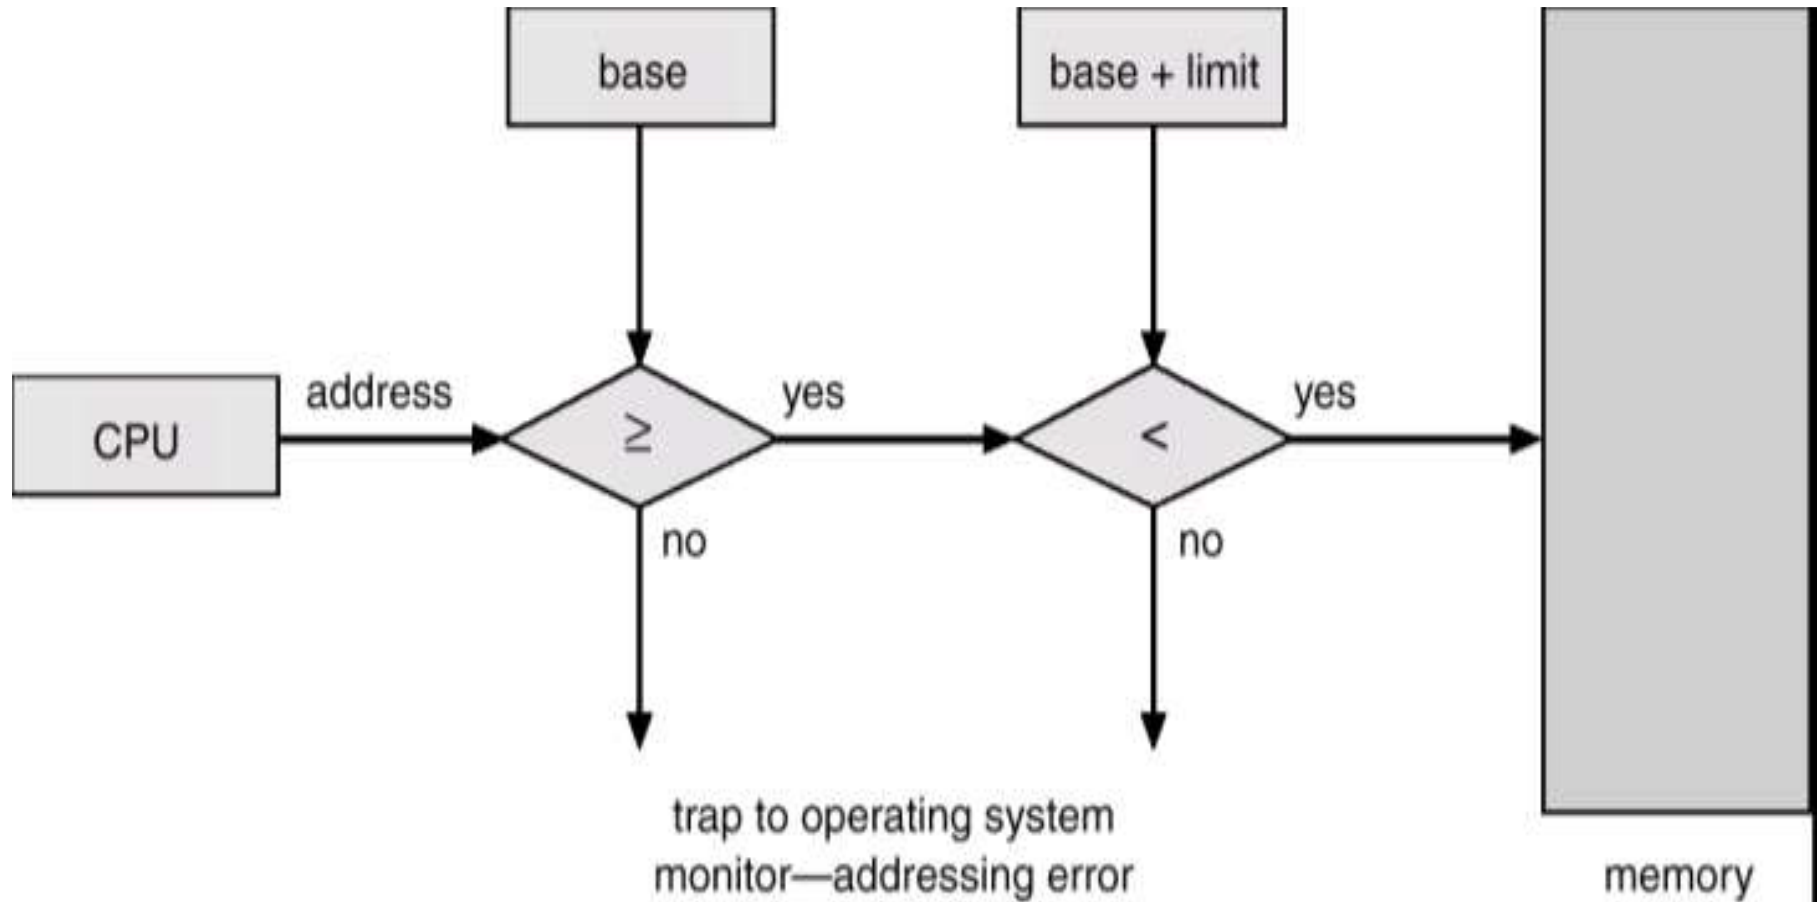 base
base + limit
CPU
address
≥
yes
<
yes
no
no
trap to operating system
monitor—addressing error
memory